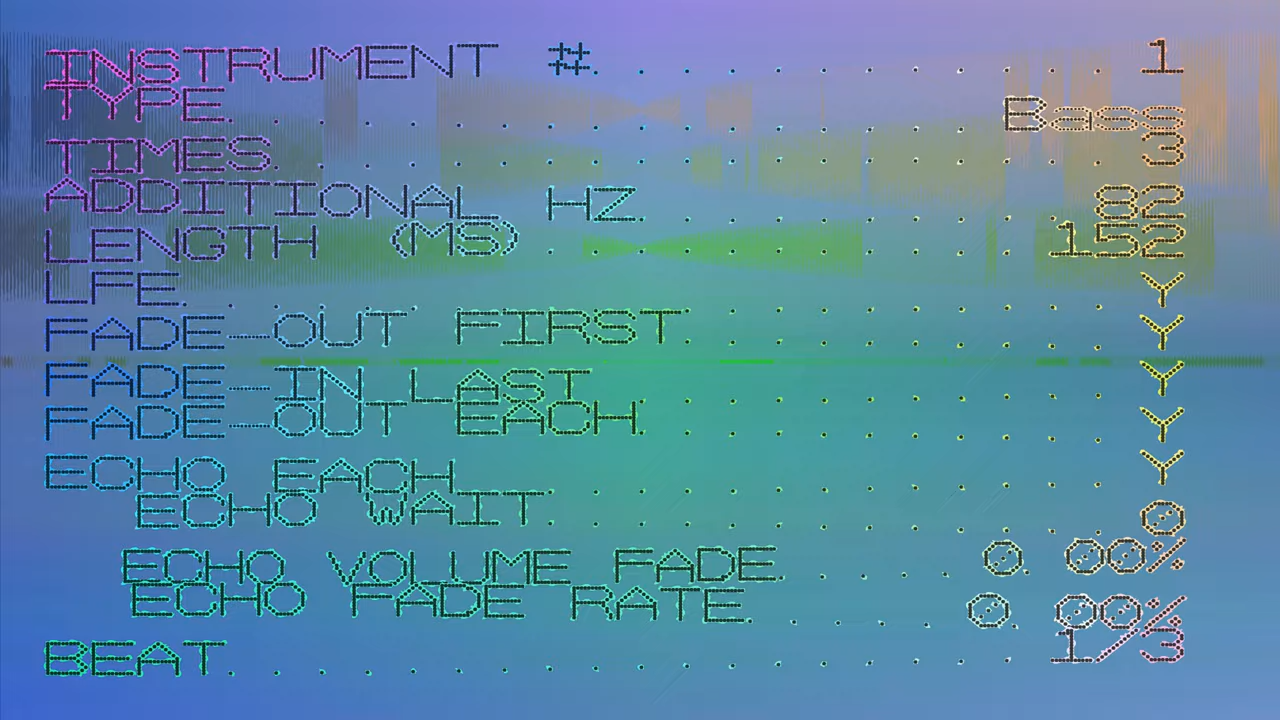 INSTRUMENT #. . . . . . . . . . . . 1
TYPE. . . . . . . . . . . . . . . . . . Bass
TIMES. . . . . . . . . . . . . . . . . . . 3
ADDITIONAL HZ. . . . . . . . . . 82
LENGTH (MS) . . . . . . . . . . . 152
LFE. . . . . . . . . . . . . . . . . . . . . Y
FADE-OUT FIRST. . . . . . . . . . Y
FADE-IN LAST. . . . . . . . . . . Y
FADE-OUT EACH. . . . . . . . . . . Y
ECHO EACH. . . . . . . . . . . . . Y
ECHO WAIT. . . . . . . . . . . . . 0
ECHO VOLUME FADE. . . . . 0.00%
ECHO FADE RATE. . . . . 0.00%
BEAT. . . . . . . . . . . . . . . . . . 1/3